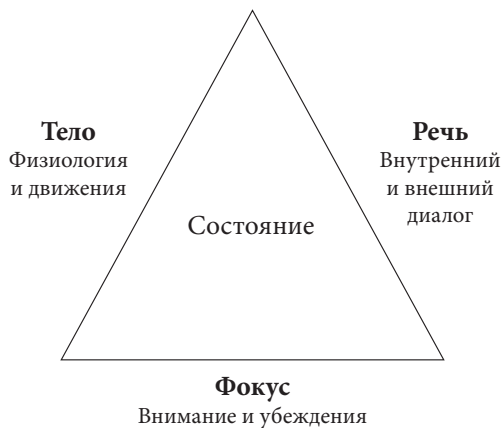 Тело
Физиология
и движения
Речь
Внутренний
и внешний
диалог
Состояние
Фокус
Внимание и убеждения